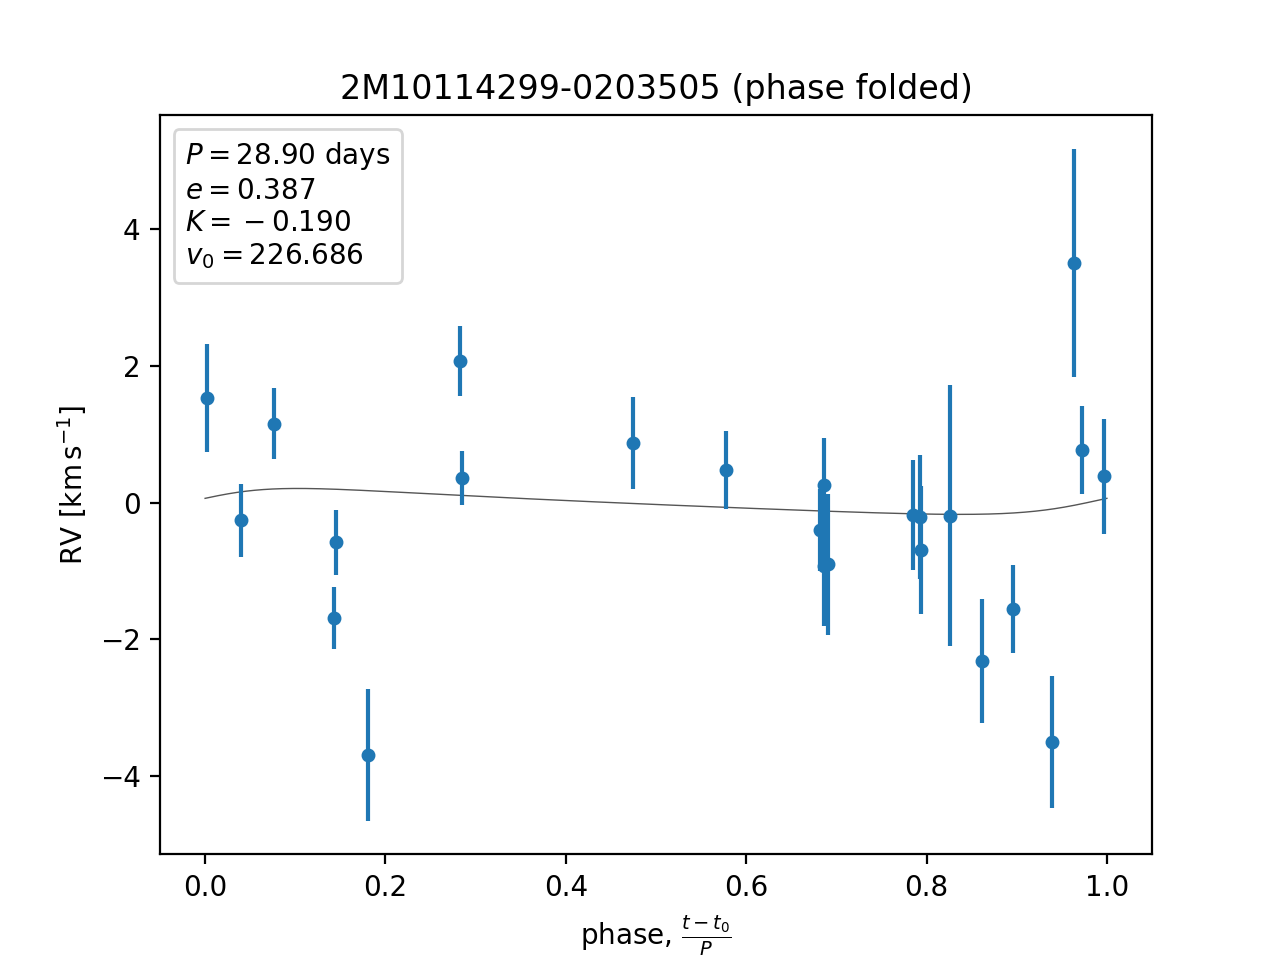 2M10114299-0203505 (phase folded)
P = 28.90 days
e = 0.387
K = −0.190
v₀ = 226.686
4
2
0
−2
−4
RV [km s⁻¹]
0.0 0.2 0.4 0.6 0.8 1.0
phase, (t − t₀)/P